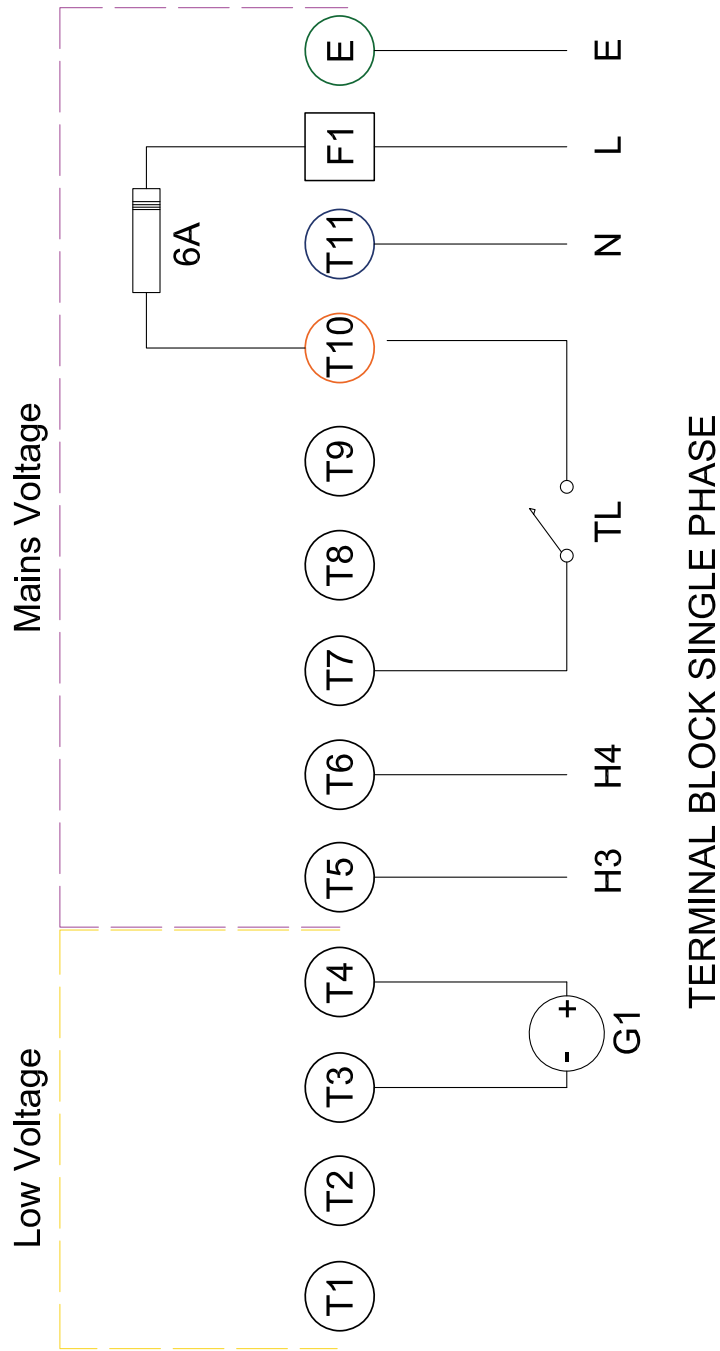 Low Voltage
Mains Voltage
6A
T1
T2
T3
T4
T5
T6
T7
T8
T9
T10
T11
F1
E
- +
G1
H3
H4
TL
N
L
E
TERMINAL BLOCK SINGLE PHASE